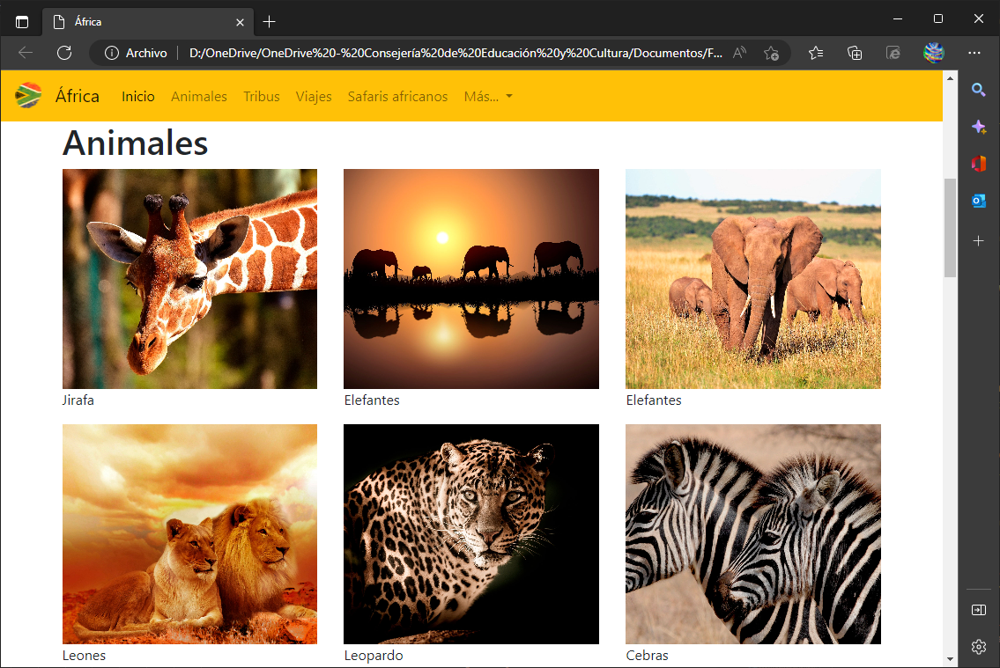 África
Archivo D:/OneDrive/OneDrive%20-%20Consejería%20de%20Educación%20y%20Cultura/Documentos/F...
África Inicio Animales Tribus Viajes Safaris africanos Más...
Animales
Jirafa Elefantes Elefantes
Leones Leopardo Cebras